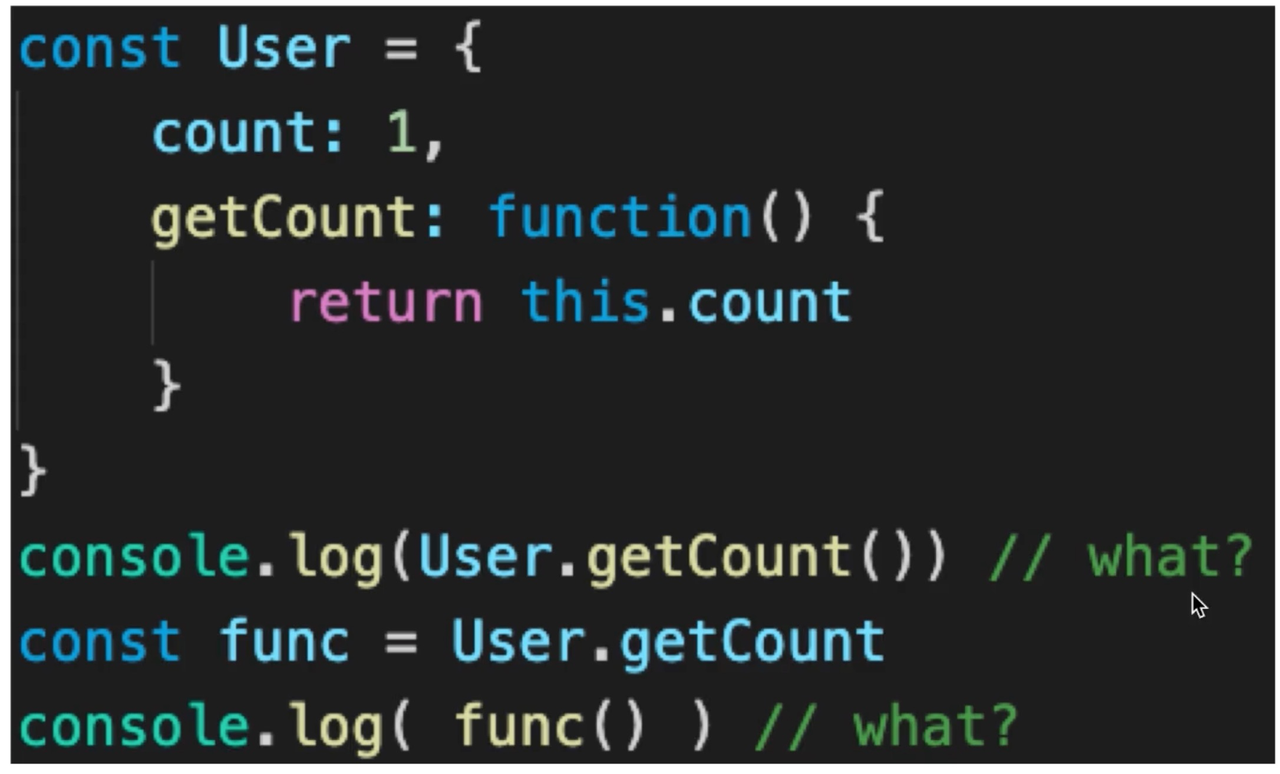 const User = {
    count: 1,
    getCount: function() {
        return this.count
    }
}
console.log(User.getCount()) // what?
const func = User.getCount
console.log( func() ) // what?